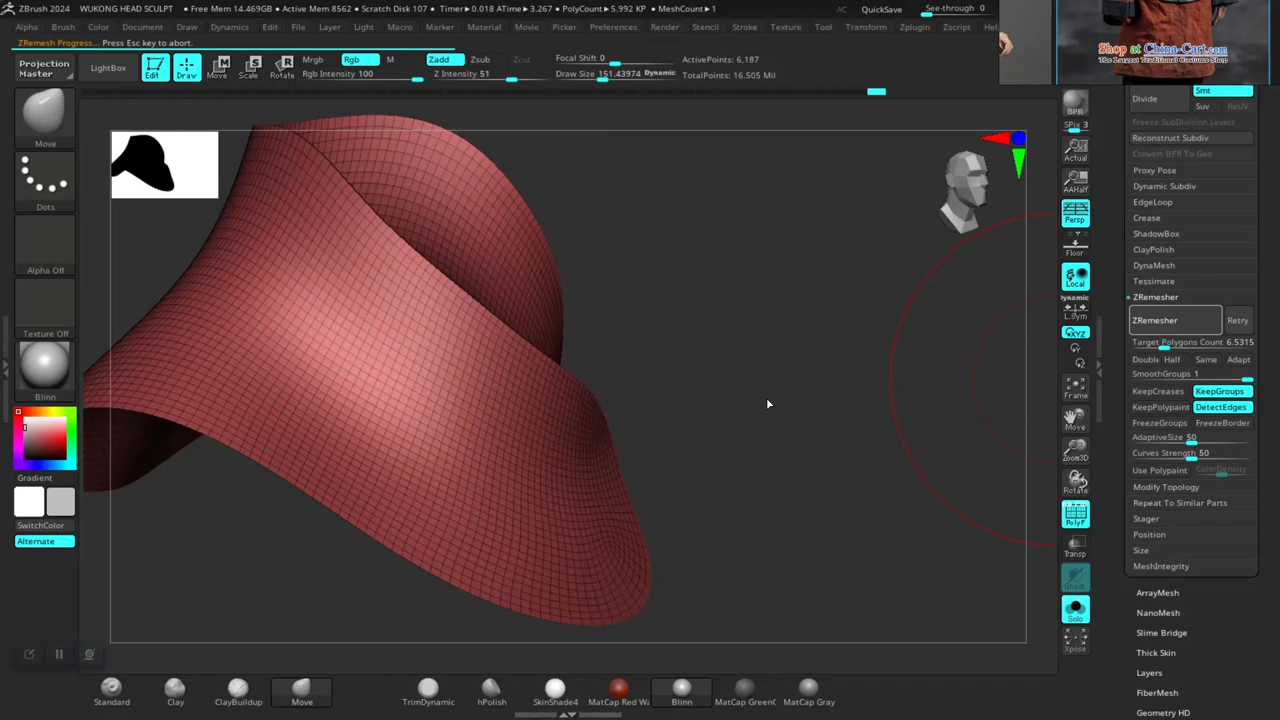 ZBrush 2024 WUKONG HEAD SCULPT • Free Mem 14.469GB • Active Mem 8562 • Scratch Disk 107 • Timer▸0.018 ATime▸3.267 • PolyCount▸5.992 KP • MeshCount▸1 AC QuickSave See-through 0
Alpha Brush Color Document Draw Dynamics Edit File Layer Light Macro Marker Material Movie Picker Preferences Render Stencil Stroke Texture Tool Transform Zplugin Zscript Hel
ZRemesh Progress... Press Esc key to abort.
Projection Master
LightBox
Edit
Draw
Move
Scale
Rotate
Mrgb Rgb M
Rgb Intensity 100
Zadd Zsub Zcut
Z Intensity 51
Focal Shift 0
Draw Size 151.43974 Dynamic
ActivePoints: 6,187
TotalPoints: 16.505 Mil
Shop at China-Cart.com
The Largest Traditional Costume Shop
Move
Dots
Alpha Off
Texture Off
Blinn
Gradient
SwitchColor
Alternate
BPR
SPix 3
Actual
AAHalf
Persp
Floor
Local
Dynamic
L.Sym
XYZ
Frame
Move
Zoom3D
Rotate
PolyF
Transp
Ghost
Solo
Xpose
Divide
Smt
Suv ReUV
Freeze SubDivision Levels
Reconstruct Subdiv
Convert BPR To Geo
Proxy Pose
Dynamic Subdiv
EdgeLoop
Crease
ShadowBox
ClayPolish
DynaMesh
Tessimate
ZRemesher
ZRemesher Retry
Target Polygons Count 6.5315
Double Half Same Adapt
SmoothGroups 1
KeepCreases KeepGroups
KeepPolypaint DetectEdges
FreezeGroups FreezeBorder
AdaptiveSize 50
Curves Strength 50
Use Polypaint ColorDensity
Modify Topology
Repeat To Similar Parts
Stager
Position
Size
MeshIntegrity
ArrayMesh
NanoMesh
Slime Bridge
Thick Skin
Layers
FiberMesh
Geometry HD
Standard
Clay
ClayBuildup
Move
TrimDynamic
hPolish
SkinShade4
MatCap Red Wa
Blinn
MatCap GreenC
MatCap Gray